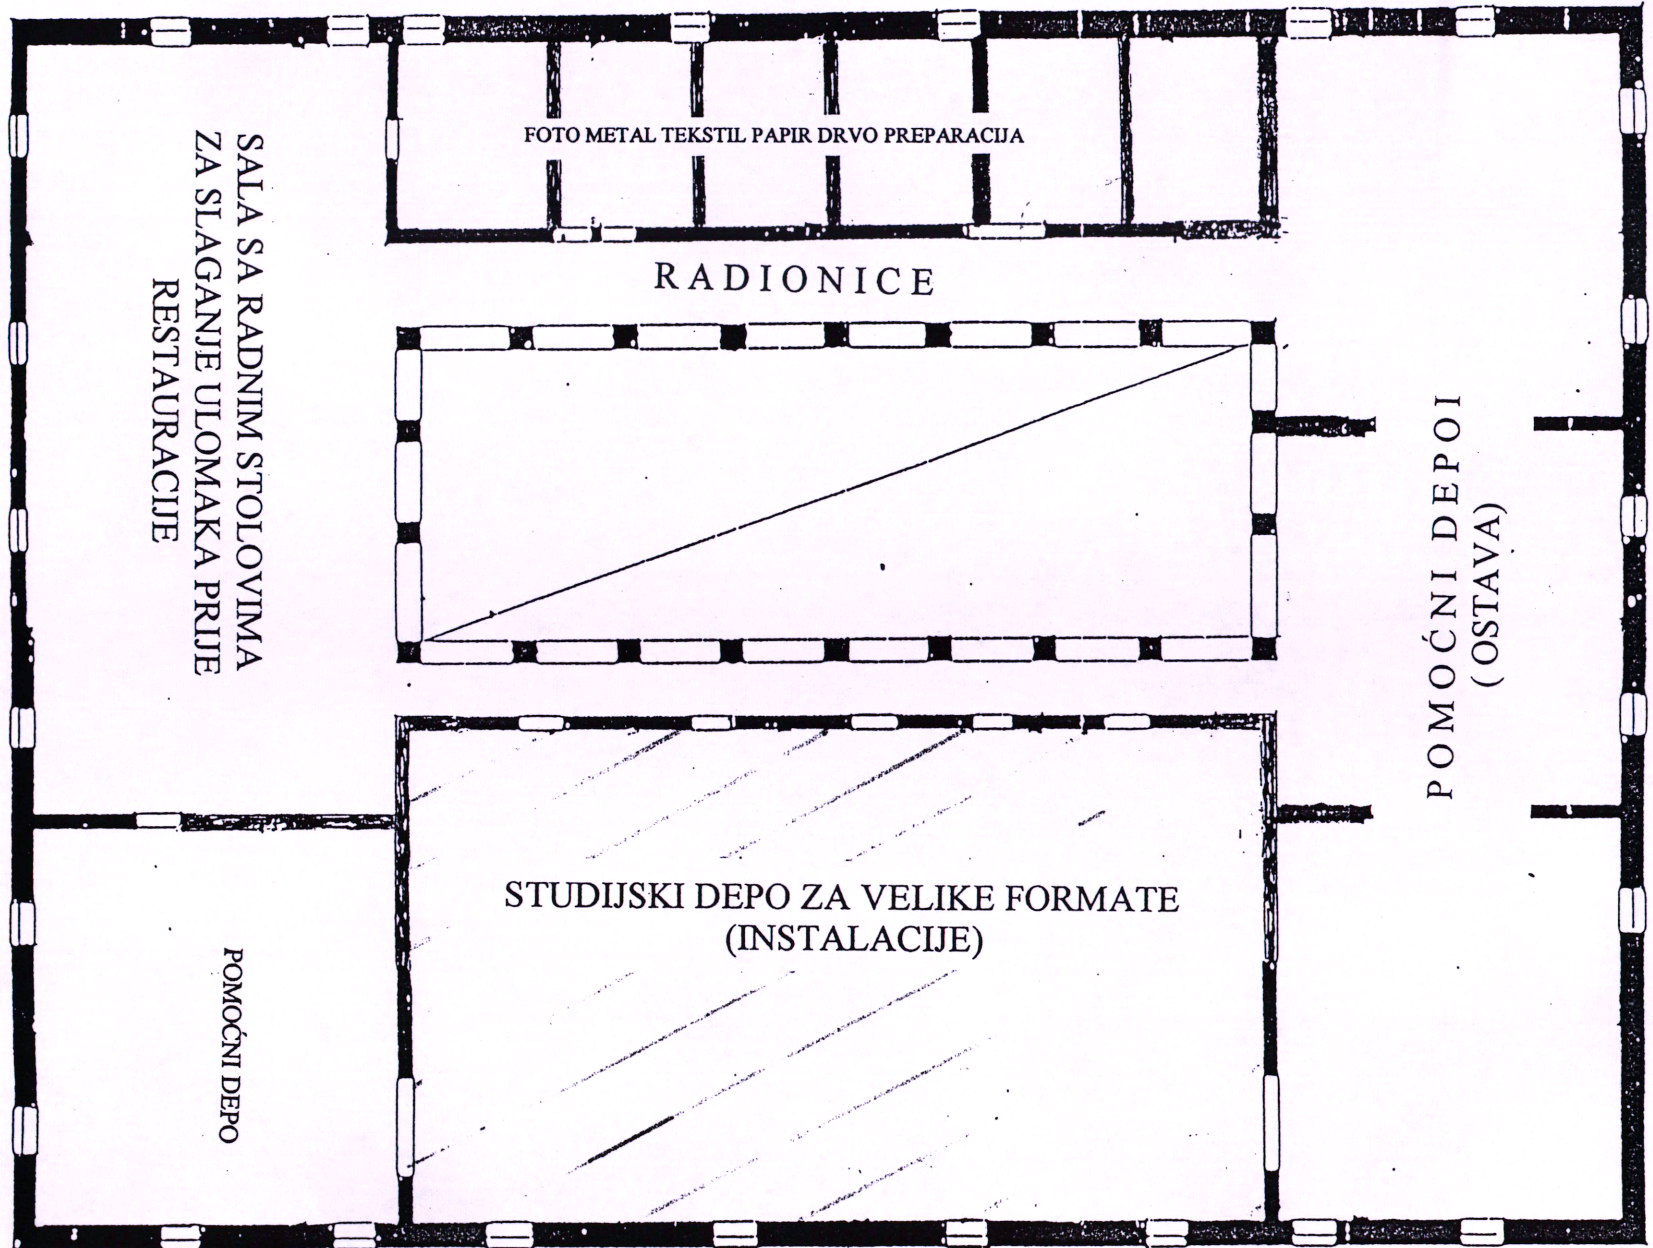 FOTO METAL TEKSTIL PAPIR DRVO PREPARACIJA
RADIONICE
SALA SA RADNIM STOLOVIMA
ZA SLAGANJE ULOMAKA PRIJE
RESTAURACIJE
POMOĆNI DEPOI
(OSTAVA)
STUDIJSKI DEPO ZA VELIKE FORMATE
(INSTALACIJE)
POMOĆNI DEPO